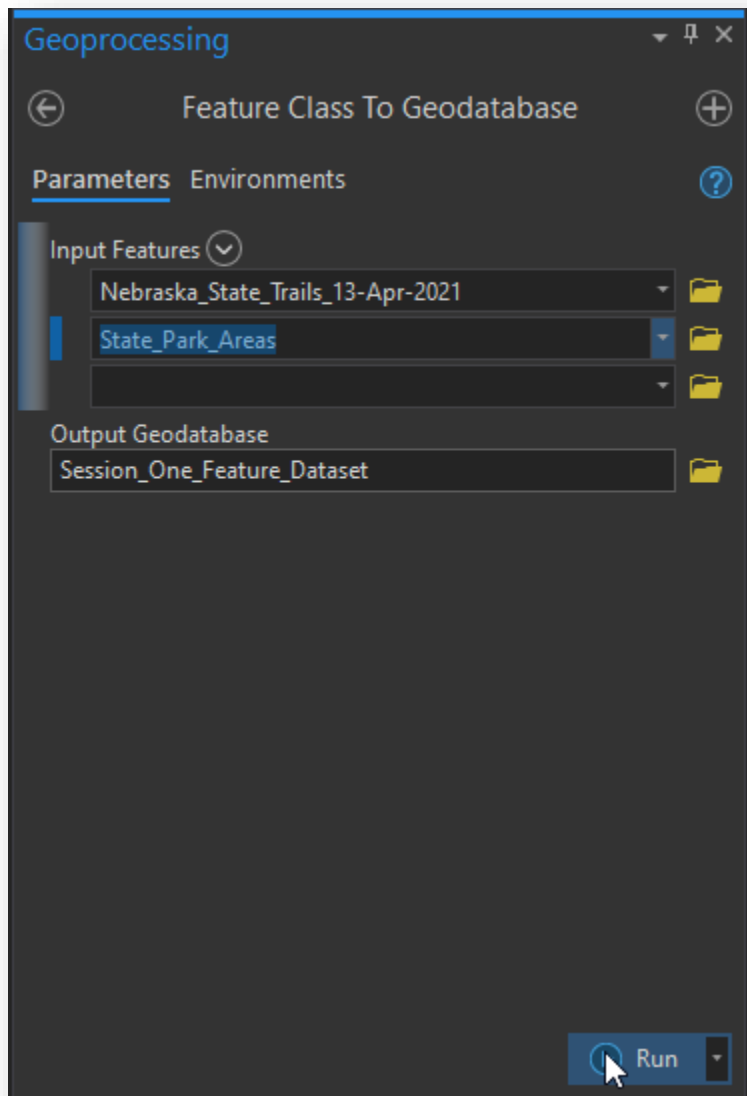 Geoprocessing
Feature Class To Geodatabase
Parameters Environments
Input Features
Nebraska_State_Trails_13-Apr-2021
State_Park_Areas
Output Geodatabase
Session_One_Feature_Dataset
Run